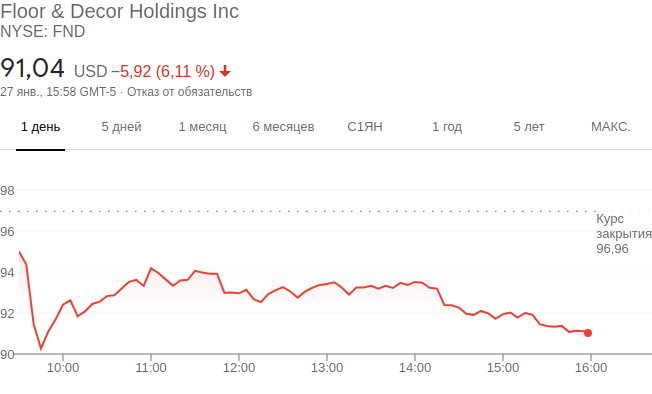 Floor & Decor Holdings Inc
NYSE: FND
91,04 USD −5,92 (6,11 %)
27 янв., 15:58 GMT-5 · Отказ от обязательств
1 день 5 дней 1 месяц 6 месяцев С1ЯН 1 год 5 лет МАКС.
98
Курс
96
закрытия
96,96
94
92
90
10:00 11:00 12:00 13:00 14:00 15:00 16:00